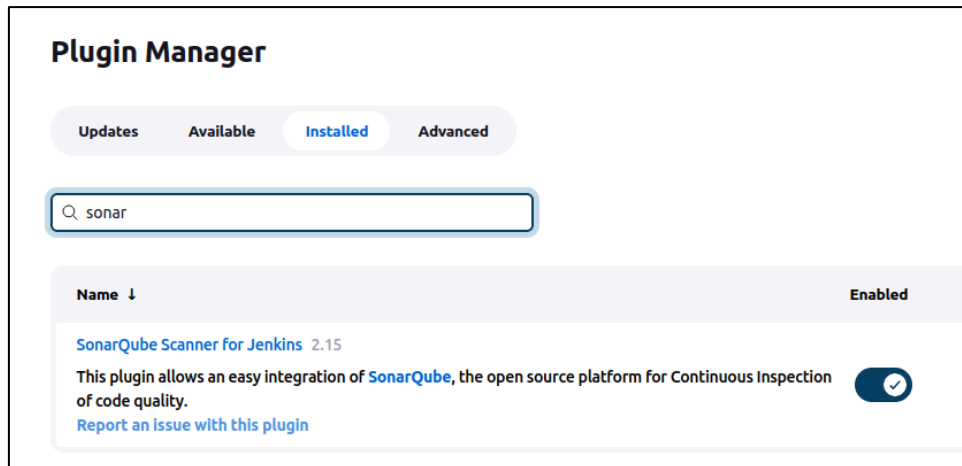 Plugin Manager
Updates Available Installed Advanced
sonar
Name ↓ Enabled
SonarQube Scanner for Jenkins 2.15
This plugin allows an easy integration of SonarQube, the open source platform for Continuous Inspection
of code quality.
Report an issue with this plugin